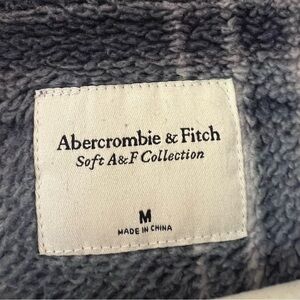 Abercrombie & Fitch
Soft A&F Collection
M
MADE IN CHINA